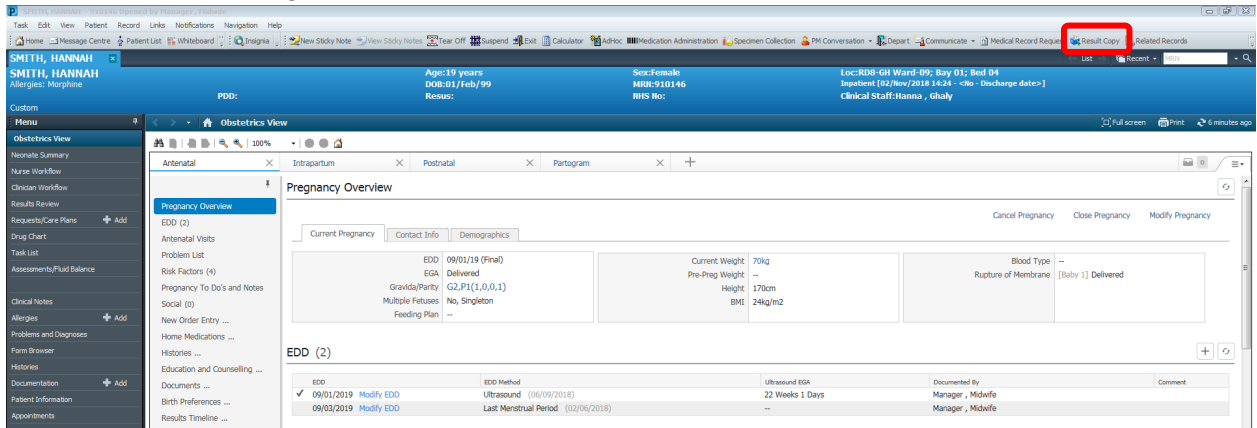 P SMITH, HANNAH - 910146 Opened by Manager, Midwife
Task Edit View Patient Record Links Notifications Navigation Help
Home Message Centre Patient List Whiteboard Insignia New Sticky Note View Sticky Notes Tear Off Suspend Exit Calculator AdHoc Medication Administration Specimen Collection PM Conversation Depart Communicate Medical Record Reques Result Copy Related Records
SMITH, HANNAH List Recent MRN
SMITH, HANNAH Age:19 years Sex:Female Loc:RD8-GH Ward-09; Bay 01; Bed 04
Allergies: Morphine DOB:01/Feb/99 MRN:910146 Inpatient [02/Nov/2018 14:24 - <No - Discharge date>]
PDD: Resus: NHS No: Clinical Staff:Hanna , Ghaly
Custom
Menu Obstetrics View Full screen Print 6 minutes ago
Obstetrics View
Neonate Summary
Nurse Workflow
Clinician Workflow
Results Review
Requests/Care Plans + Add
Drug Chart
Task List
Assessments/Fluid Balance
Clinical Notes
Allergies + Add
Problems and Diagnoses
Form Browser
Histories
Documentation + Add
Patient Information
Appointments
100%
Antenatal Intrapartum Postnatal Partogram 0
Pregnancy Overview
EDD (2)
Antenatal Visits
Problem List
Risk Factors (4)
Pregnancy To Do's and Notes
Social (0)
New Order Entry ...
Home Medications ...
Histories ...
Education and Counselling ...
Documents ...
Birth Preferences ...
Results Timeline ...
Pregnancy Overview
Cancel Pregnancy Close Pregnancy Modify Pregnancy
Current Pregnancy Contact Info Demographics
EDD 09/01/19 (Final)
EGA Delivered
Gravida/Parity G2,P1(1,0,0,1)
Multiple Fetuses No, Singleton
Feeding Plan --
Current Weight 70kg
Pre-Preg Weight --
Height 170cm
BMI 24kg/m2
Blood Type --
Rupture of Membrane [Baby 1] Delivered
EDD (2)
EDD EDD Method Ultrasound EGA Documented By Comment
09/01/2019 Modify EDD Ultrasound (06/09/2018) 22 Weeks 1 Days Manager , Midwife
09/03/2019 Modify EDD Last Menstrual Period (02/06/2018) -- Manager , Midwife